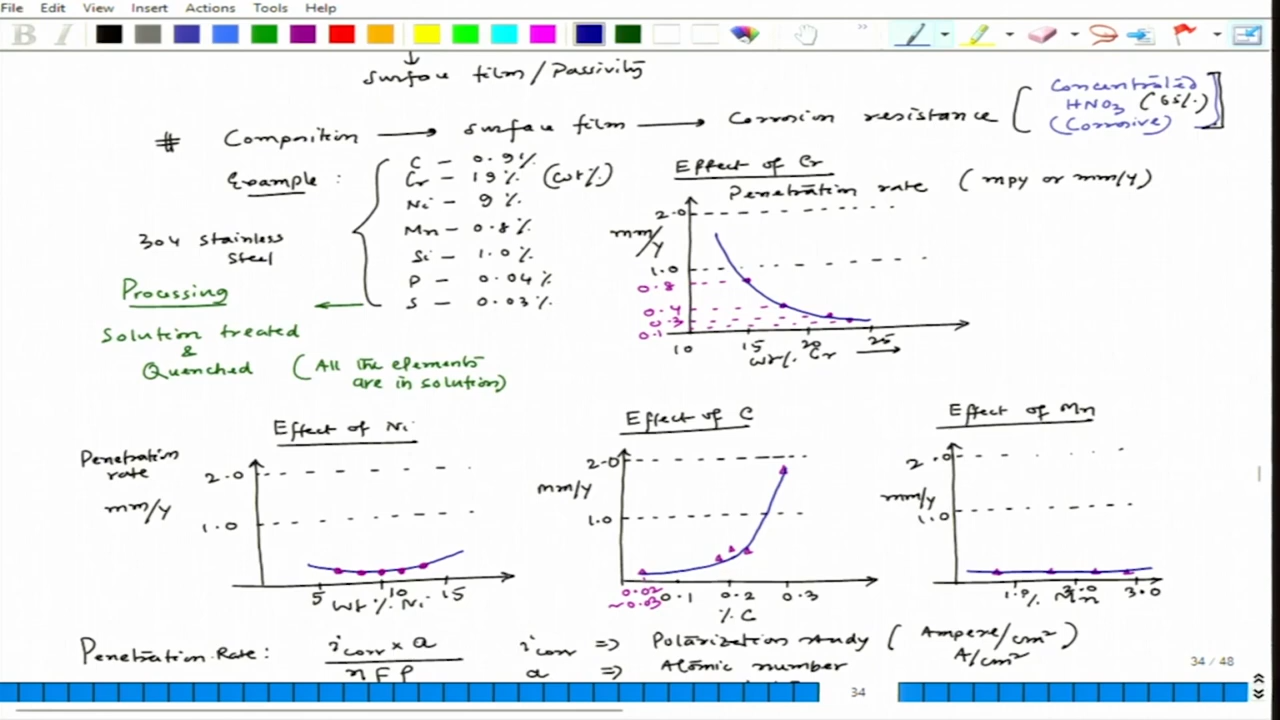 File Edit View Insert Actions Tools Help
B I
Surface film/Passivity
# Composition → Surface film → Corrosion resistance [Concentrated HNO3 (65%.) (Corrosive)]
Example :
304 Stainless Steel
C - 0.9%
Cr - 19% (wt%)
Ni - 9%
Mn - 0.8%
Si - 1.0%
P - 0.04%
S - 0.03%
Processing
Solution treated
&
Quenched (All the elements are in solution)
Effect of Cr
Penetration rate (mpy or mm/y)
mm/y
2.0
1.0
0.8
0.4
0.3
0.1
10 15 20 25
wt% Cr →
Effect of Ni
Penetration rate
mm/y
2.0
1.0
5 10 15
wt % Ni
Effect of C
mm/y
2.0
1.0
0.02
~0.03
0.1 0.2 0.3
% C
Effect of Mn
mm/y
2.0
1.0
3.0
% Mn
Penetration Rate : icorr × a / n F ρ
icorr => Polarization study (Ampere/cm² A/cm²)
a => Atomic number
34 / 48
34